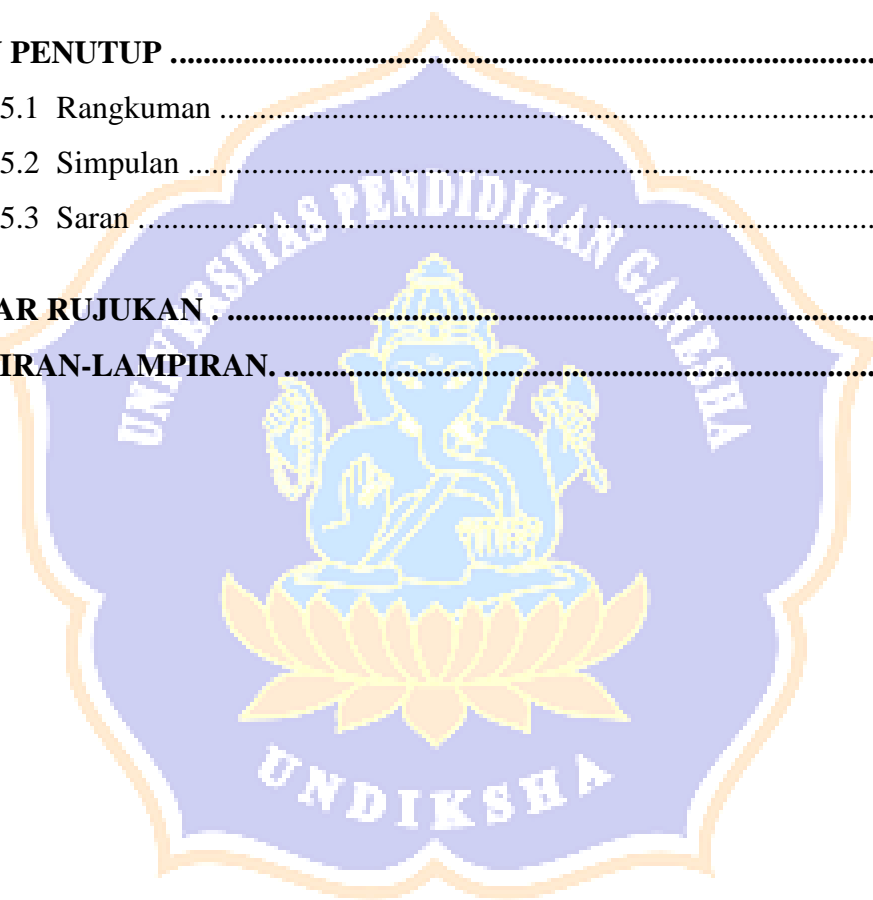 PENUTUP ....................................................................................
5.1 Rangkuman ...............................................................................
5.2 Simpulan ...................................................................................
5.3 Saran .........................................................................................
AR RUJUKAN . ..............................................................................
IRAN-LAMPIRAN. .......................................................................
UNIVERSITAS PENDIDIKAN GANESHA
UNDIKSHA